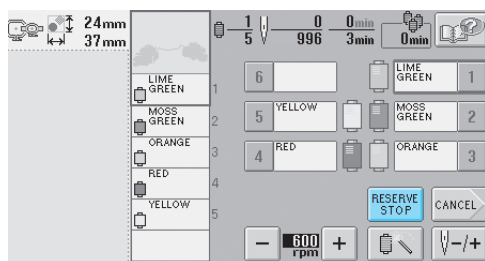 24mm
37mm
1
5
0
996
0min
3min
0min
LIME
GREEN
1
MOSS
GREEN
2
ORANGE
3
RED
4
YELLOW
5
6
LIME
GREEN
1
5
YELLOW
MOSS
GREEN
2
4
RED
ORANGE
3
RESERVE
STOP
CANCEL
− 600 +
rpm
−/+